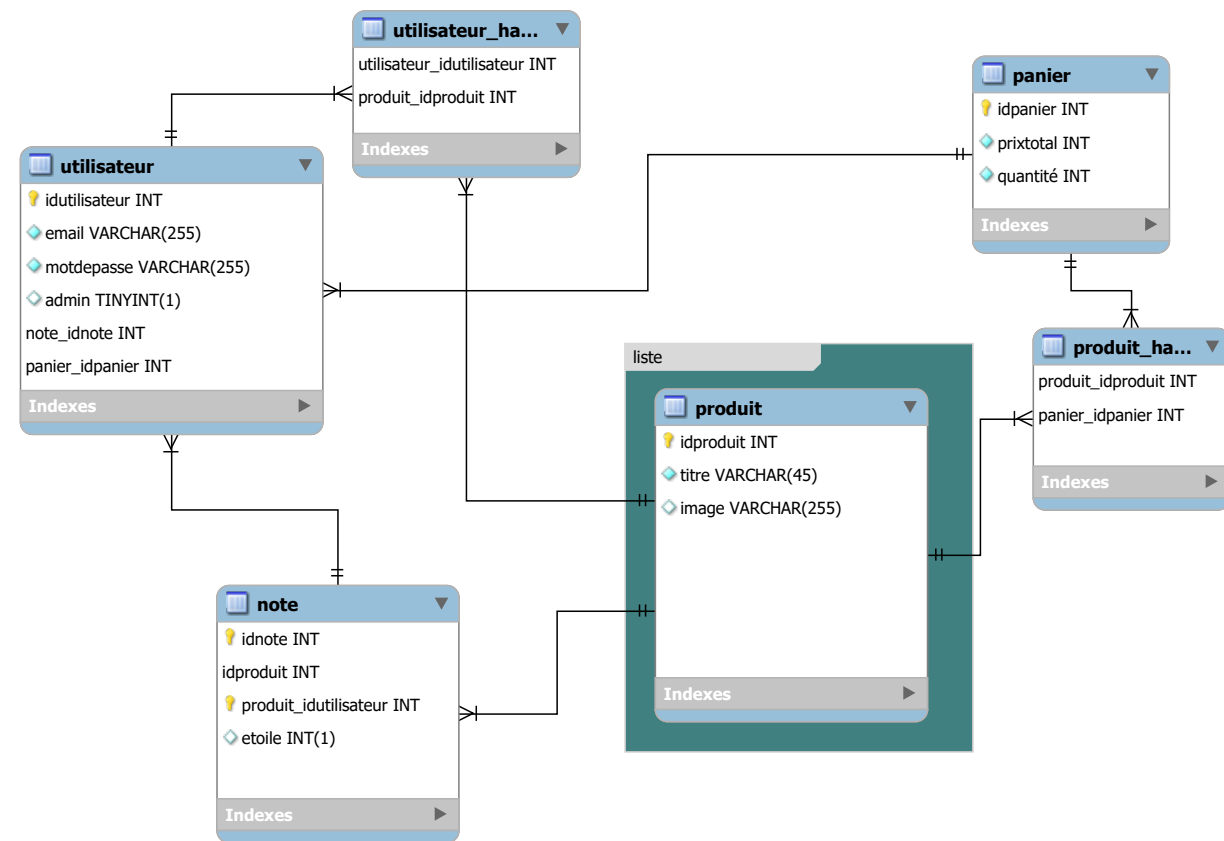 utilisateur_ha...
utilisateur_idutilisateur INT
produit_idproduit INT
Indexes
panier
idpanier INT
prixtotal INT
quantité INT
Indexes
utilisateur
idutilisateur INT
email VARCHAR(255)
motdepasse VARCHAR(255)
admin TINYINT(1)
note_idnote INT
panier_idpanier INT
Indexes
produit_ha...
produit_idproduit INT
panier_idpanier INT
Indexes
liste
produit
idproduit INT
titre VARCHAR(45)
image VARCHAR(255)
Indexes
note
idnote INT
idproduit INT
produit_idutilisateur INT
etoile INT(1)
Indexes